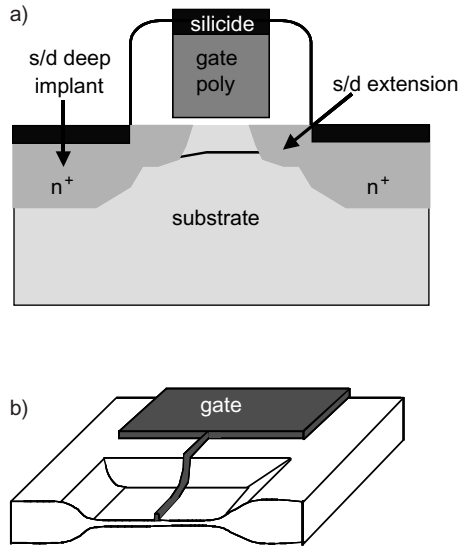 a)
silicide
s/d deep
implant
gate
poly
s/d extension
n+
n+
substrate
b)
gate